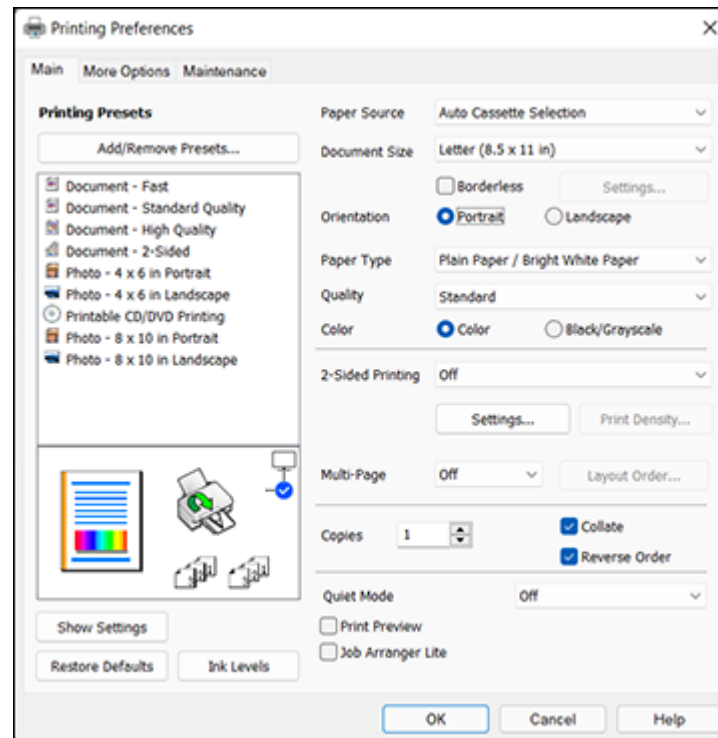 Printing Preferences
Main More Options Maintenance
Printing Presets
Add/Remove Presets...
Document - Fast
Document - Standard Quality
Document - High Quality
Document - 2-Sided
Photo - 4 x 6 in Portrait
Photo - 4 x 6 in Landscape
Printable CD/DVD Printing
Photo - 8 x 10 in Portrait
Photo - 8 x 10 in Landscape
Show Settings
Restore Defaults Ink Levels
Paper Source Auto Cassette Selection
Document Size Letter (8.5 x 11 in)
Borderless Settings...
Orientation Portrait Landscape
Paper Type Plain Paper / Bright White Paper
Quality Standard
Color Color Black/Grayscale
2-Sided Printing Off
Settings... Print Density...
Multi-Page Off Layout Order...
Copies 1 Collate
Reverse Order
Quiet Mode Off
Print Preview
Job Arranger Lite
OK Cancel Help